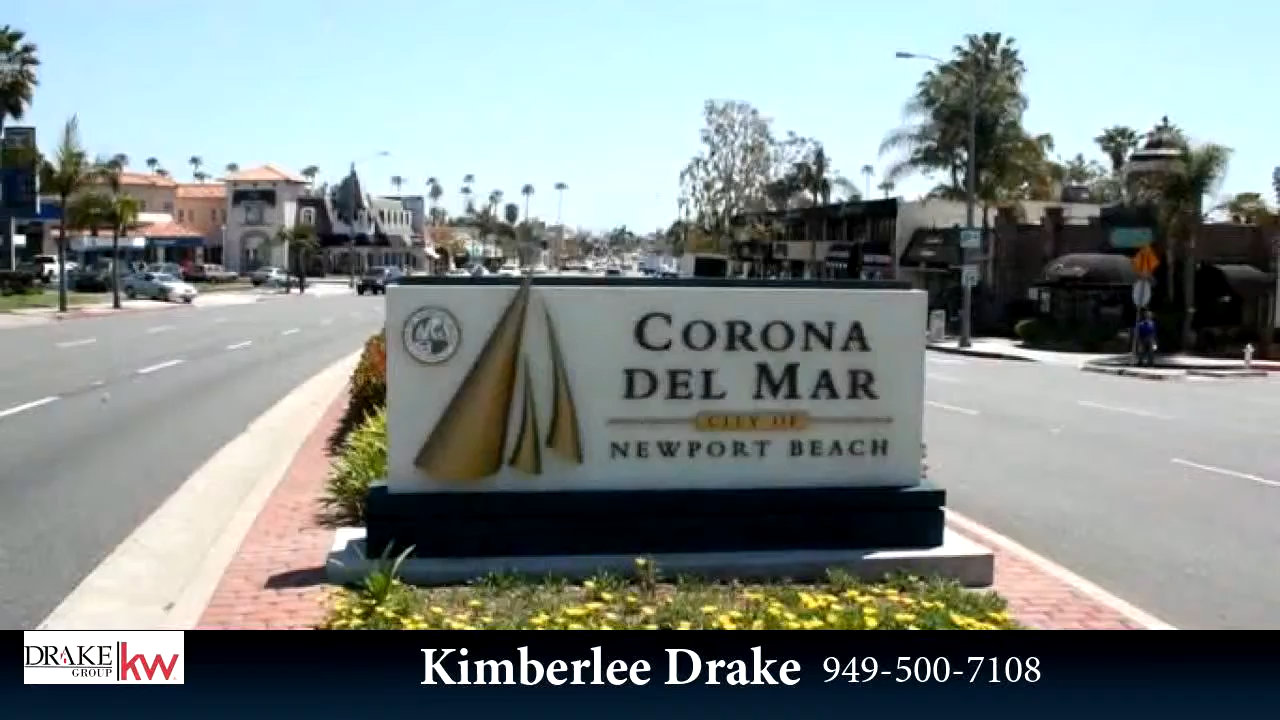 CORONA
DEL MAR
CITY OF
NEWPORT BEACH
DRAKE
GROUP
kw
Kimberlee Drake 949-500-7108